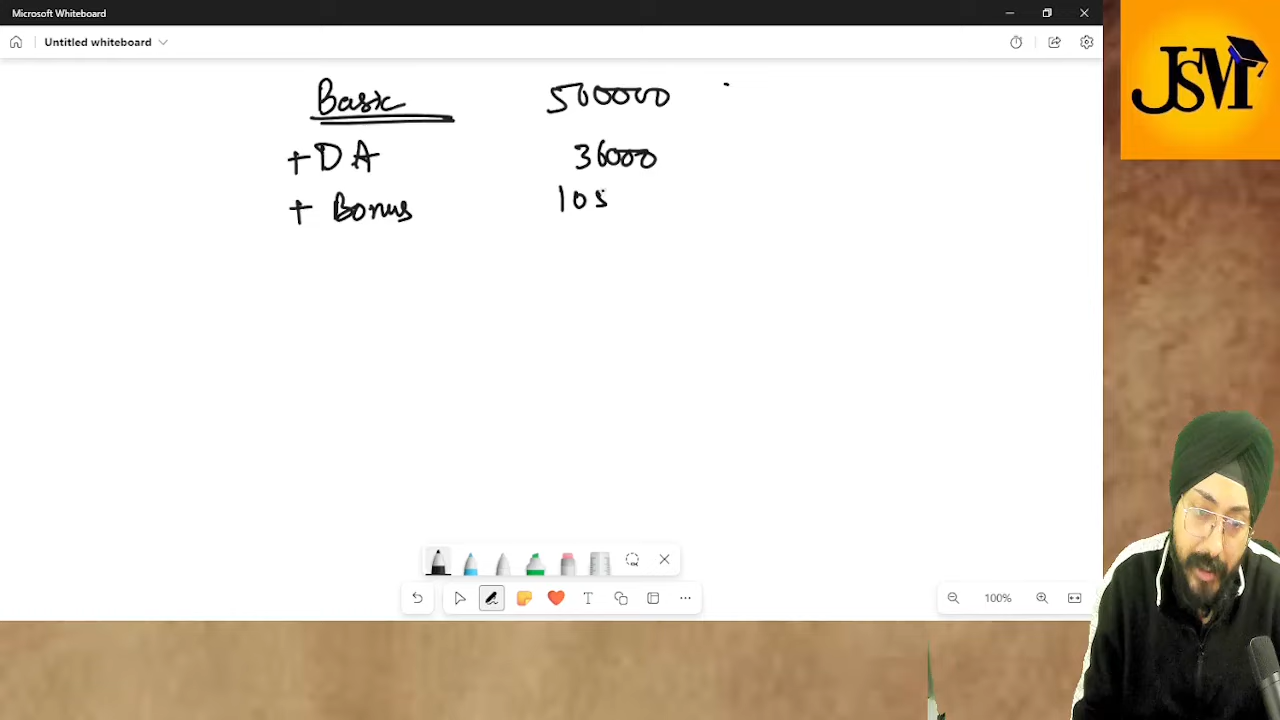 Microsoft Whiteboard
Untitled whiteboard
Basic 500000
+ DA 36000
+ Bonus 105
100%
JSM